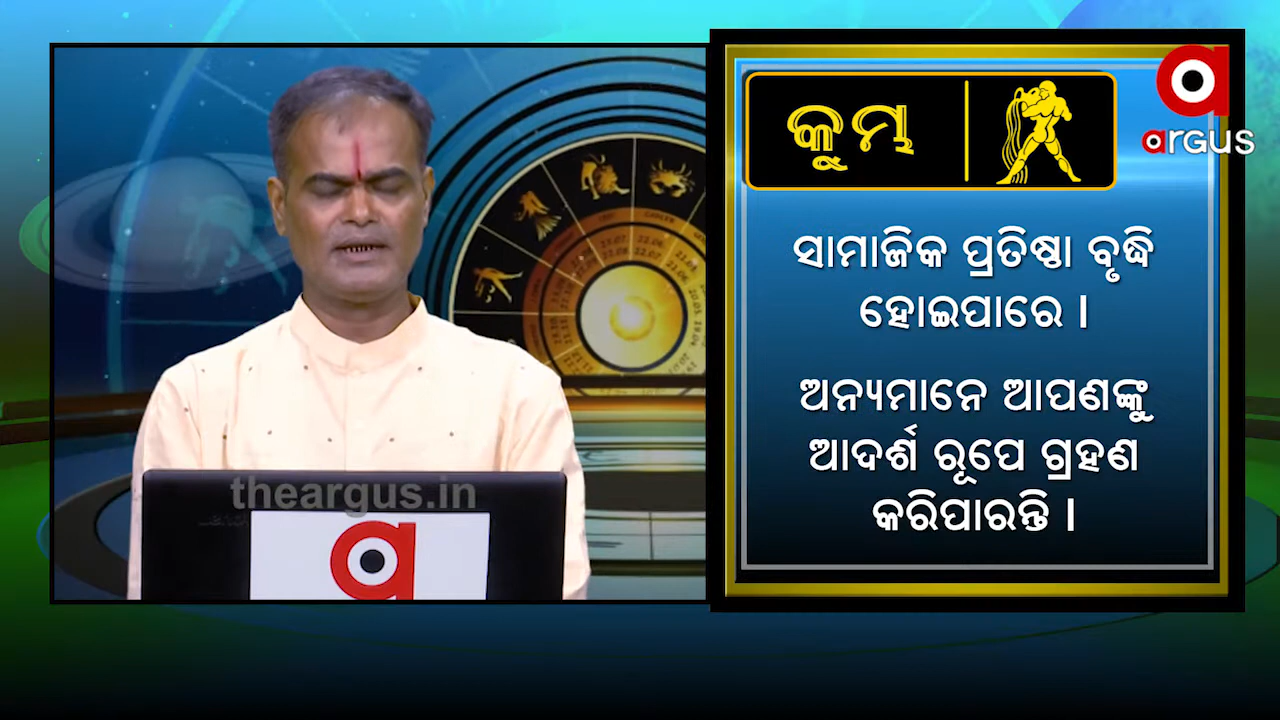 କୁମ୍ଭ
argus
ସାମାଜିକ ପ୍ରତିଷ୍ଠା ବୃଦ୍ଧି
ହୋଇପାରେ ।
ଅନ୍ୟମାନେ ଆପଣଙ୍କୁ
ଆଦର୍ଶ ରୂପେ ଗ୍ରହଣ
କରିପାରନ୍ତି ।
theargus.in